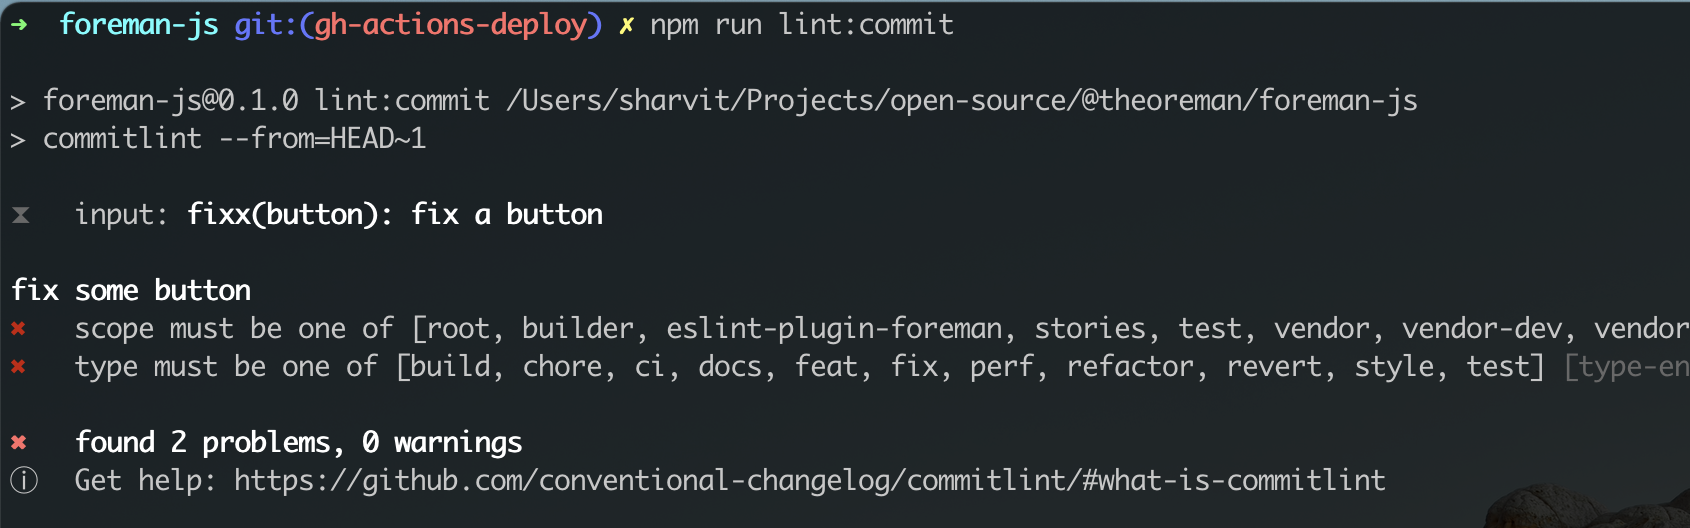 ➜ foreman-js git:(gh-actions-deploy) ✗ npm run lint:commit
> foreman-js@0.1.0 lint:commit /Users/sharvit/Projects/open-source/@theoreman/foreman-js
> commitlint --from=HEAD~1
⧗ input: fixx(button): fix a button
fix some button
✖ scope must be one of [root, builder, eslint-plugin-foreman, stories, test, vendor, vendor-dev, vendor
✖ type must be one of [build, chore, ci, docs, feat, fix, perf, refactor, revert, style, test] [type-en
✖ found 2 problems, 0 warnings
ⓘ Get help: https://github.com/conventional-changelog/commitlint/#what-is-commitlint